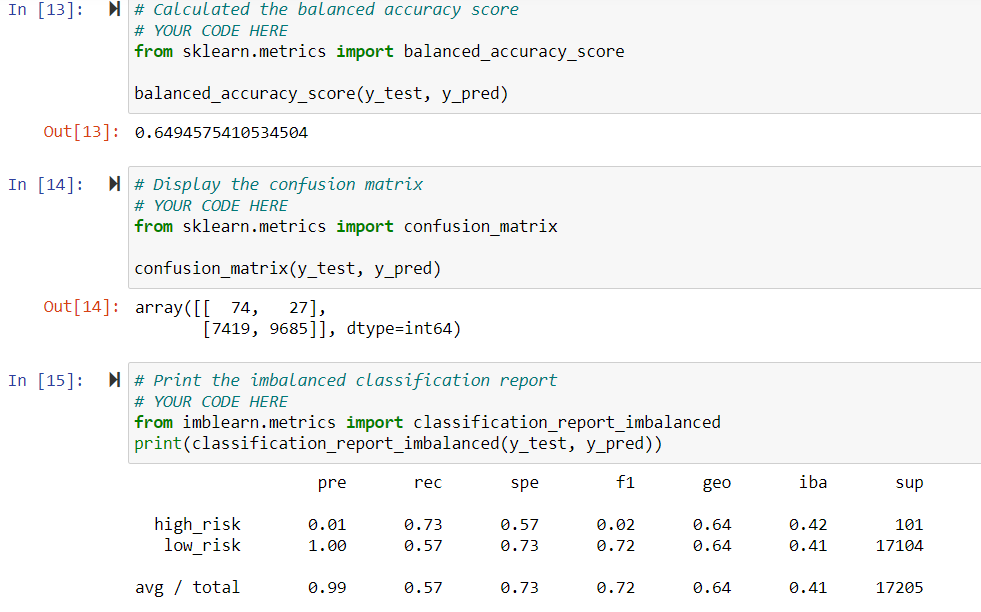 In [13]: # Calculated the balanced accuracy score
# YOUR CODE HERE
from sklearn.metrics import balanced_accuracy_score
balanced_accuracy_score(y_test, y_pred)
Out[13]: 0.6494575410534504
In [14]: # Display the confusion matrix
# YOUR CODE HERE
from sklearn.metrics import confusion_matrix
confusion_matrix(y_test, y_pred)
Out[14]: array([[  74,   27],
[7419, 9685]], dtype=int64)
In [15]: # Print the imbalanced classification report
# YOUR CODE HERE
from imblearn.metrics import classification_report_imbalanced
print(classification_report_imbalanced(y_test, y_pred))
pre rec spe f1 geo iba sup
high_risk 0.01 0.73 0.57 0.02 0.64 0.42 101
low_risk 1.00 0.57 0.73 0.72 0.64 0.41 17104
avg / total 0.99 0.57 0.73 0.72 0.64 0.41 17205